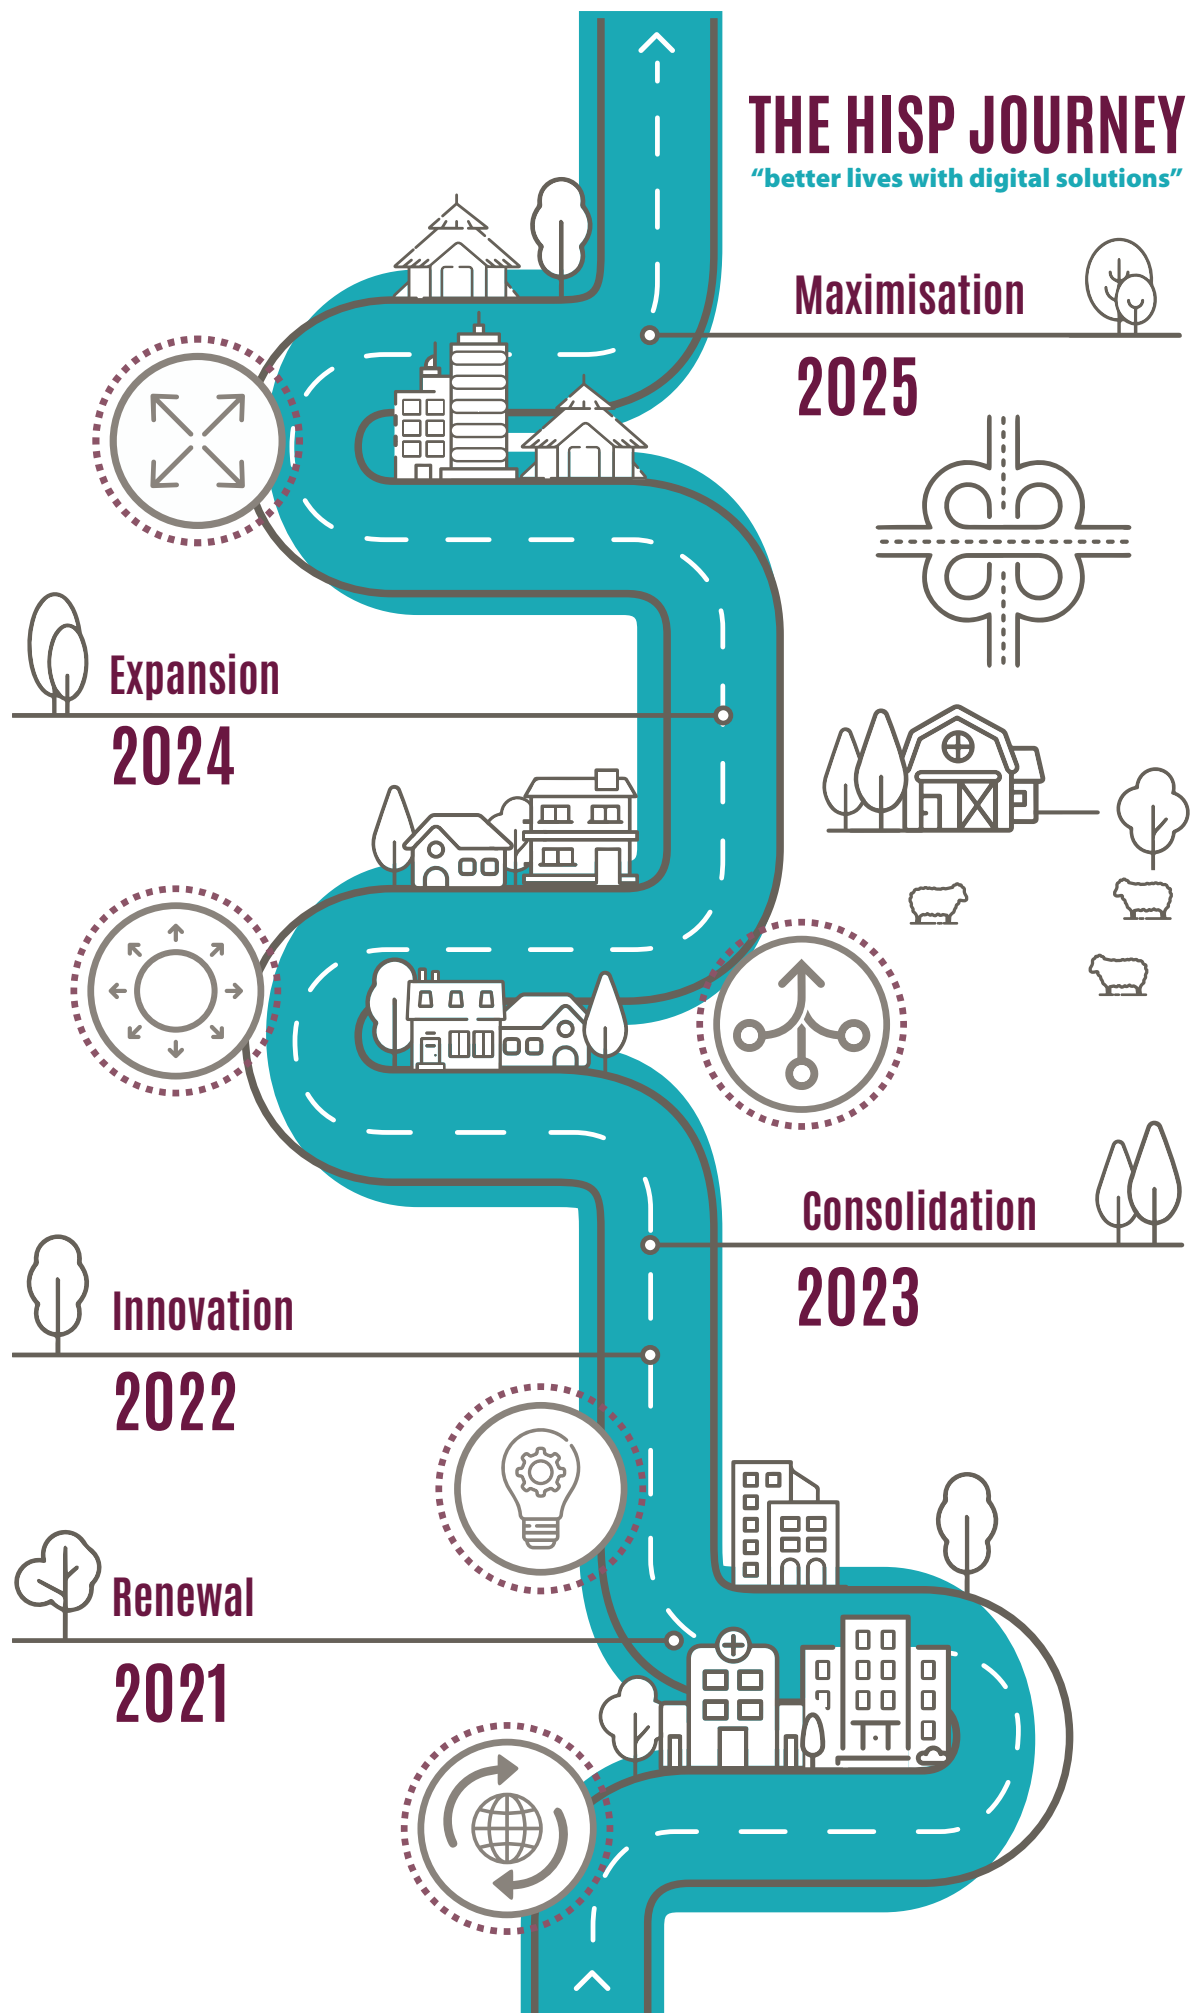 THE HISP JOURNEY
“better lives with digital solutions”
Maximisation
2025
Expansion
2024
Consolidation
2023
Innovation
2022
Renewal
2021